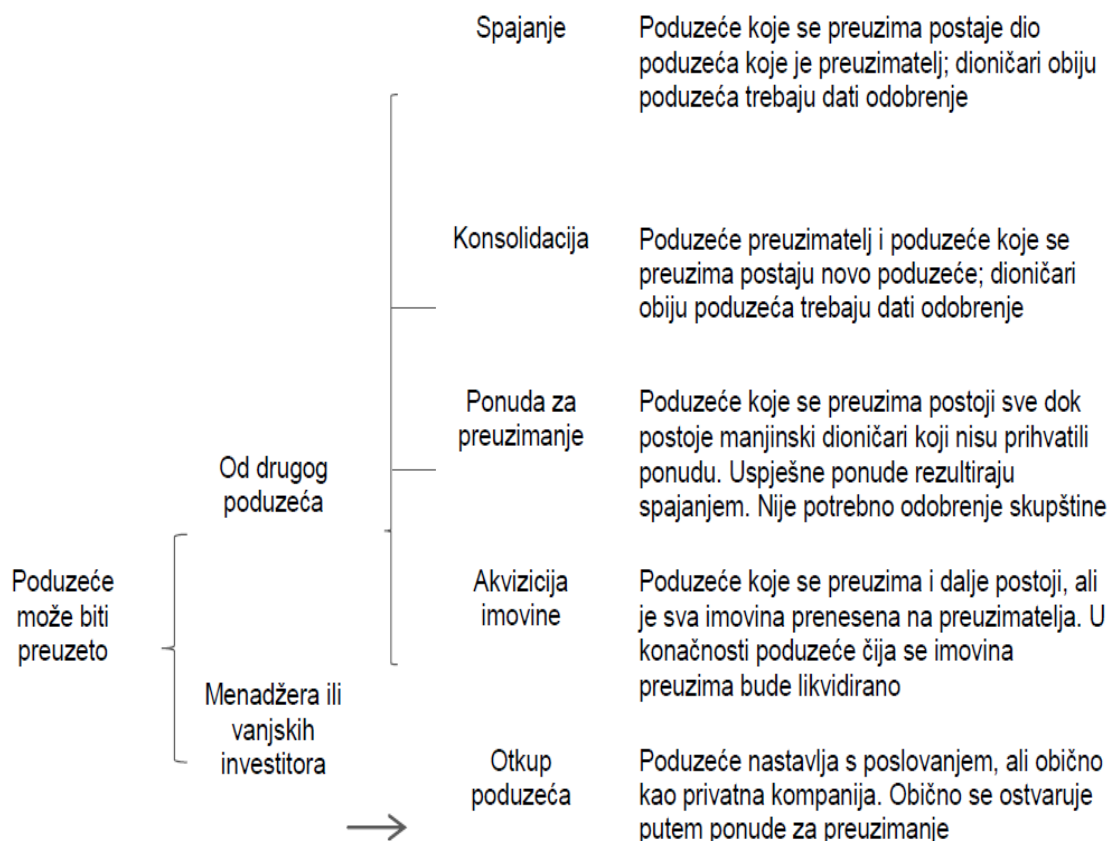 Spajanje
Poduzeće koje se preuzima postaje dio
poduzeća koje je preuzimatelj; dioničari obiju
poduzeća trebaju dati odobrenje
Konsolidacija
Poduzeće preuzimatelj i poduzeće koje se
preuzima postaju novo poduzeće; dioničari
obiju poduzeća trebaju dati odobrenje
Ponuda za
preuzimanje
Poduzeće koje se preuzima postoji sve dok
postoje manjinski dioničari koji nisu prihvatili
ponudu. Uspješne ponude rezultiraju
spajanjem. Nije potrebno odobrenje skupštine
Od drugog
poduzeća
Poduzeće
može biti
preuzeto
Akvizicija
imovine
Poduzeće koje se preuzima i dalje postoji, ali
je sva imovina prenesena na preuzimatelja. U
konačnosti poduzeće čija se imovina
preuzima bude likvidirano
Menadžera ili
vanjskih
investitora
Otkup
poduzeća
Poduzeće nastavlja s poslovanjem, ali obično
kao privatna kompanija. Obično se ostvaruje
putem ponude za preuzimanje